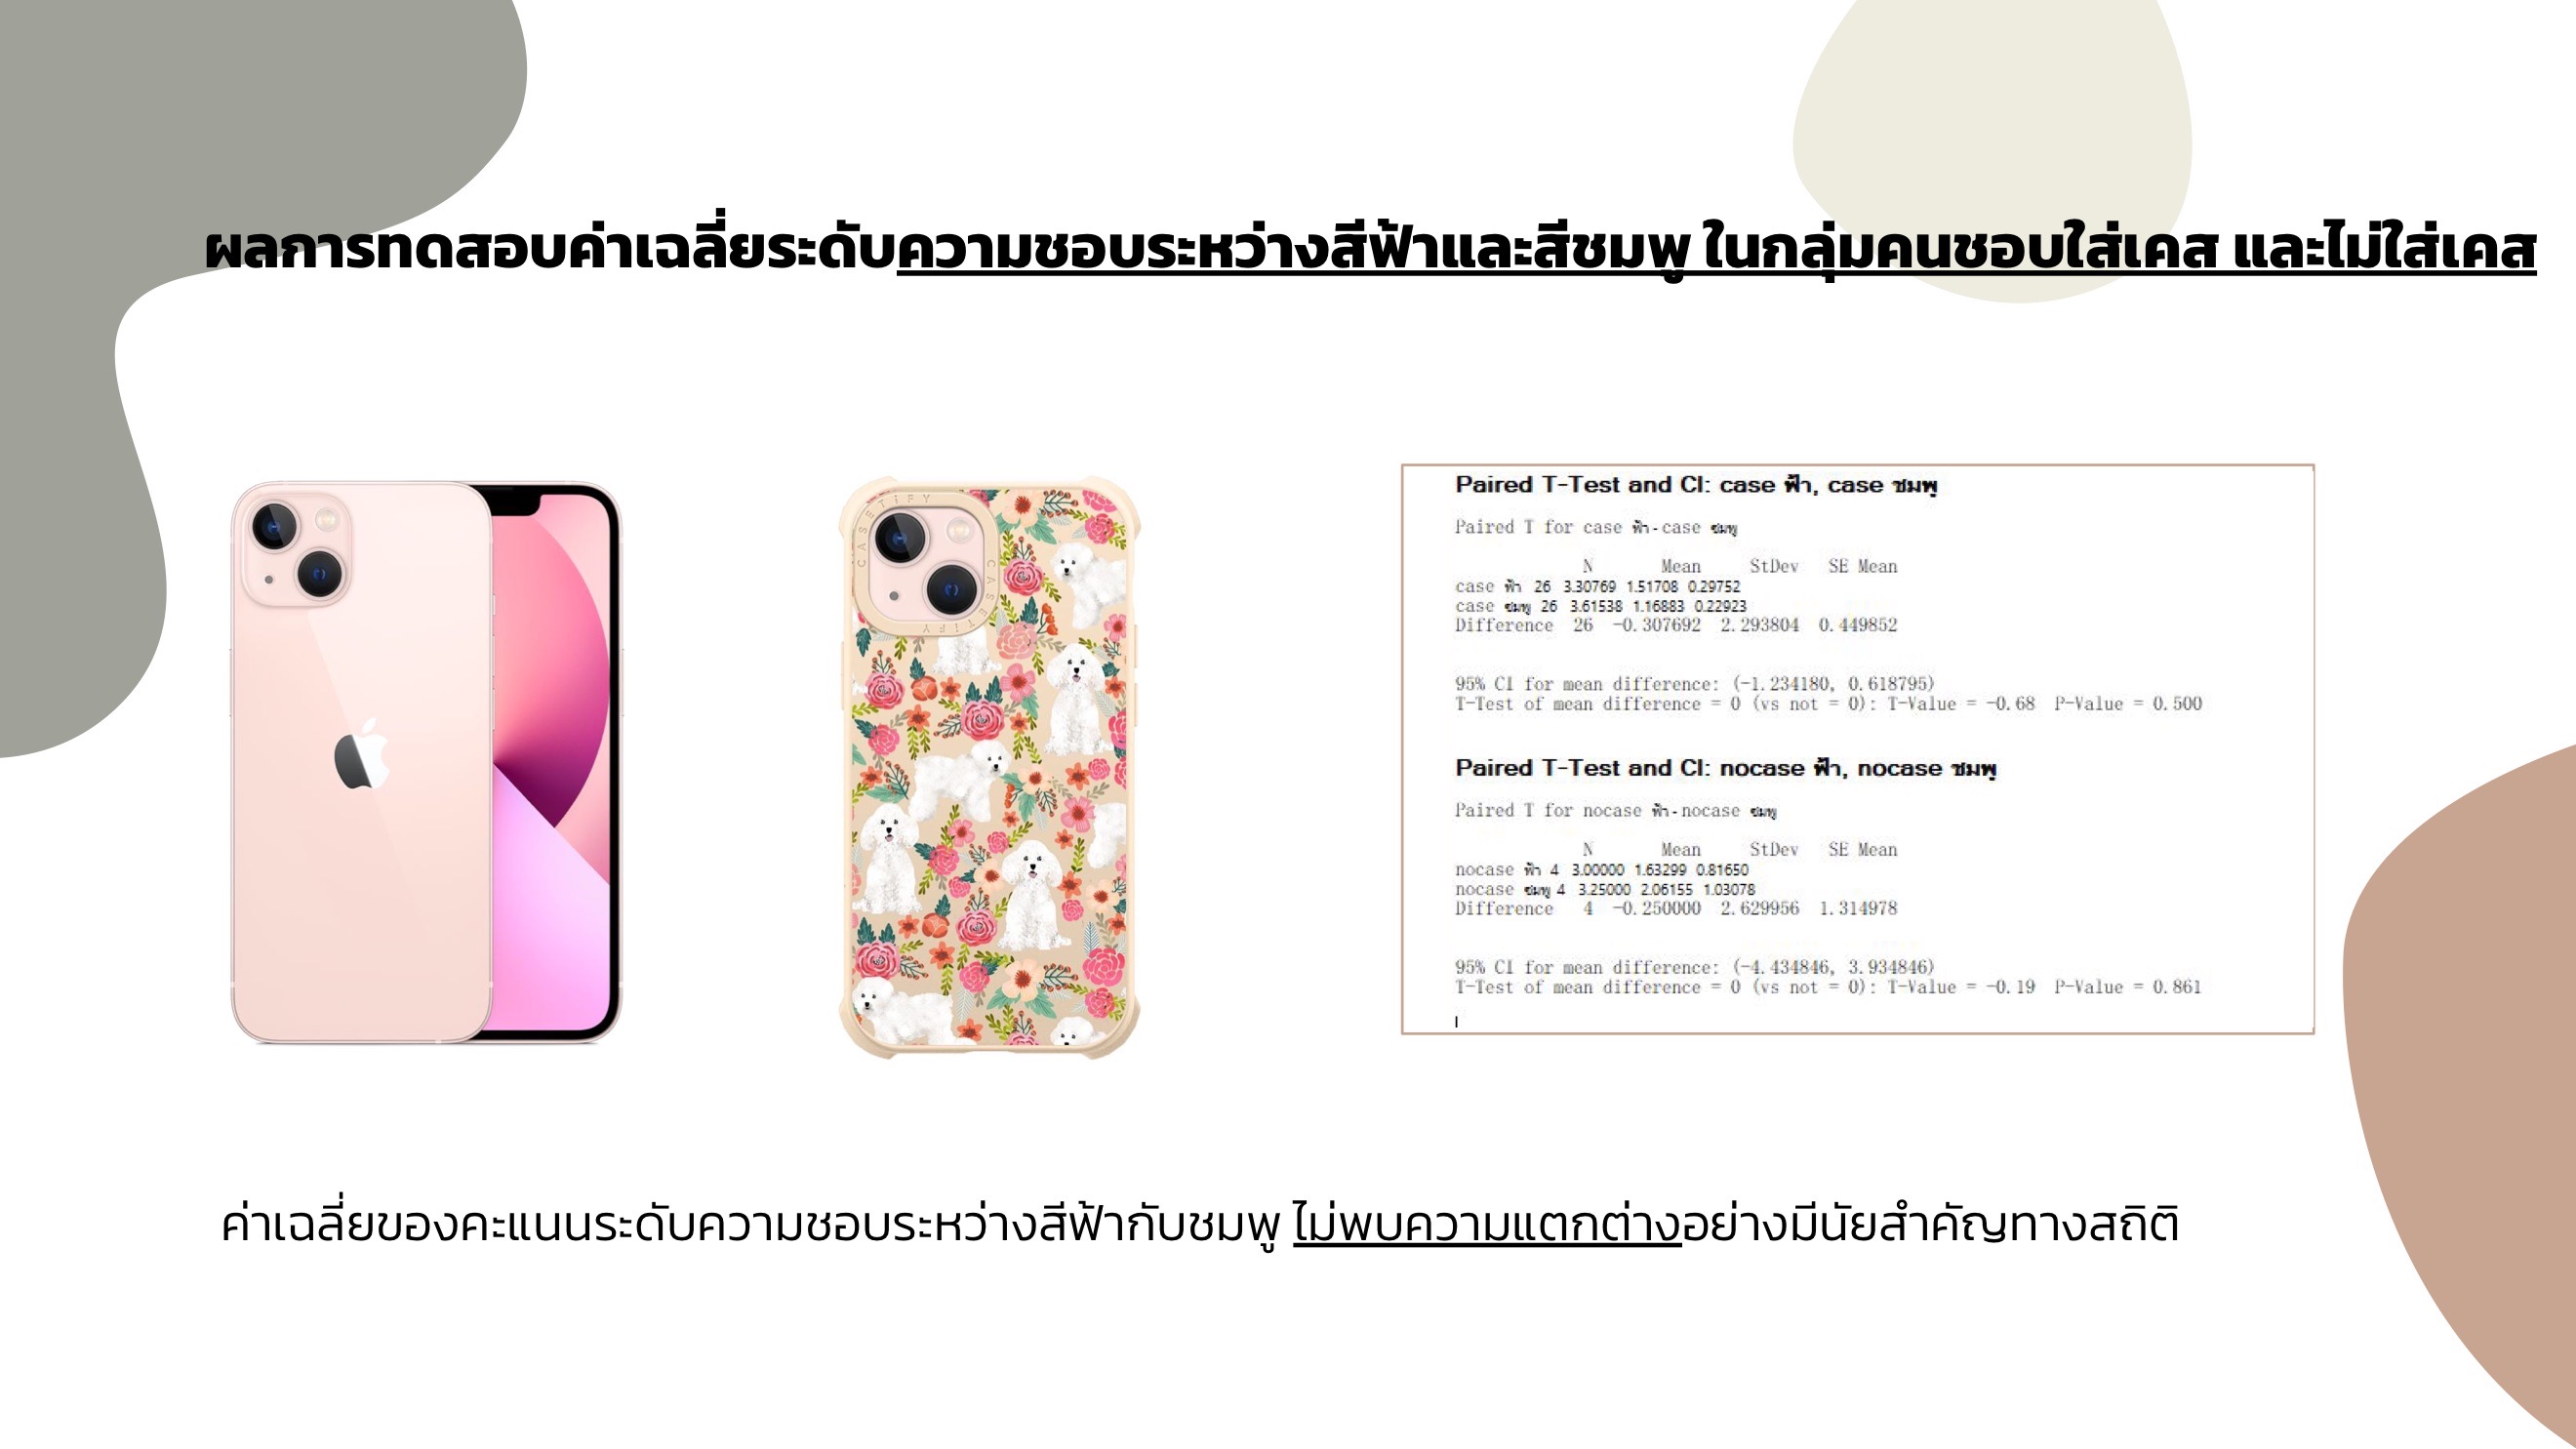 ผลการทดสอบค่าเฉลี่ยระดับความชอบระหว่างสีฟ้าและสีชมพู ในกลุ่มคนชอบใส่เคส และไม่ใส่เคส
CASETiFY
CASETiFY
Paired T-Test and CI: case ฟ้า, case ชมพู
Paired T for case ฟ้า - case ชมพู
N Mean StDev SE Mean
case ฟ้า 26 3.30769 1.51708 0.29752
case ชมพู 26 3.61538 1.16883 0.22923
Difference 26 -0.307692 2.293804 0.449852
95% CI for mean difference: (-1.234180, 0.618795)
T-Test of mean difference = 0 (vs not = 0): T-Value = -0.68 P-Value = 0.500
Paired T-Test and CI: nocase ฟ้า, nocase ชมพู
Paired T for nocase ฟ้า - nocase ชมพู
N Mean StDev SE Mean
nocase ฟ้า 4 3.00000 1.63299 0.81650
nocase ชมพู 4 3.25000 2.06155 1.03078
Difference 4 -0.250000 2.629956 1.314978
95% CI for mean difference: (-4.434846, 3.934846)
T-Test of mean difference = 0 (vs not = 0): T-Value = -0.19 P-Value = 0.861
ค่าเฉลี่ยของคะแนนระดับความชอบระหว่างสีฟ้ากับชมพู ไม่พบความแตกต่างอย่างมีนัยสำคัญทางสถิติ